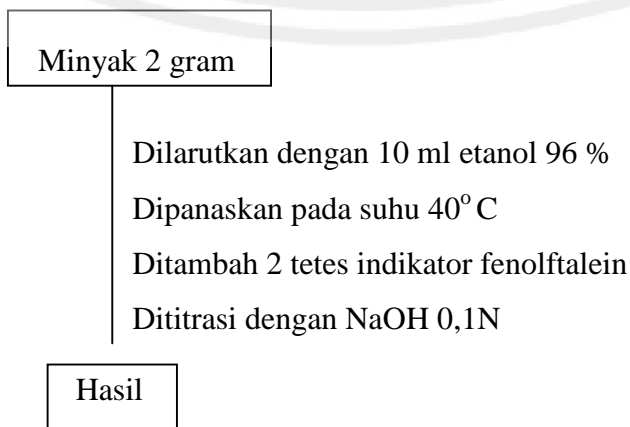 Minyak 2 gram
Dilarutkan dengan 10 ml etanol 96 %
Dipanaskan pada suhu 40° C
Ditambah 2 tetes indikator fenolftalein
Dititrasi dengan NaOH 0,1N
Hasil